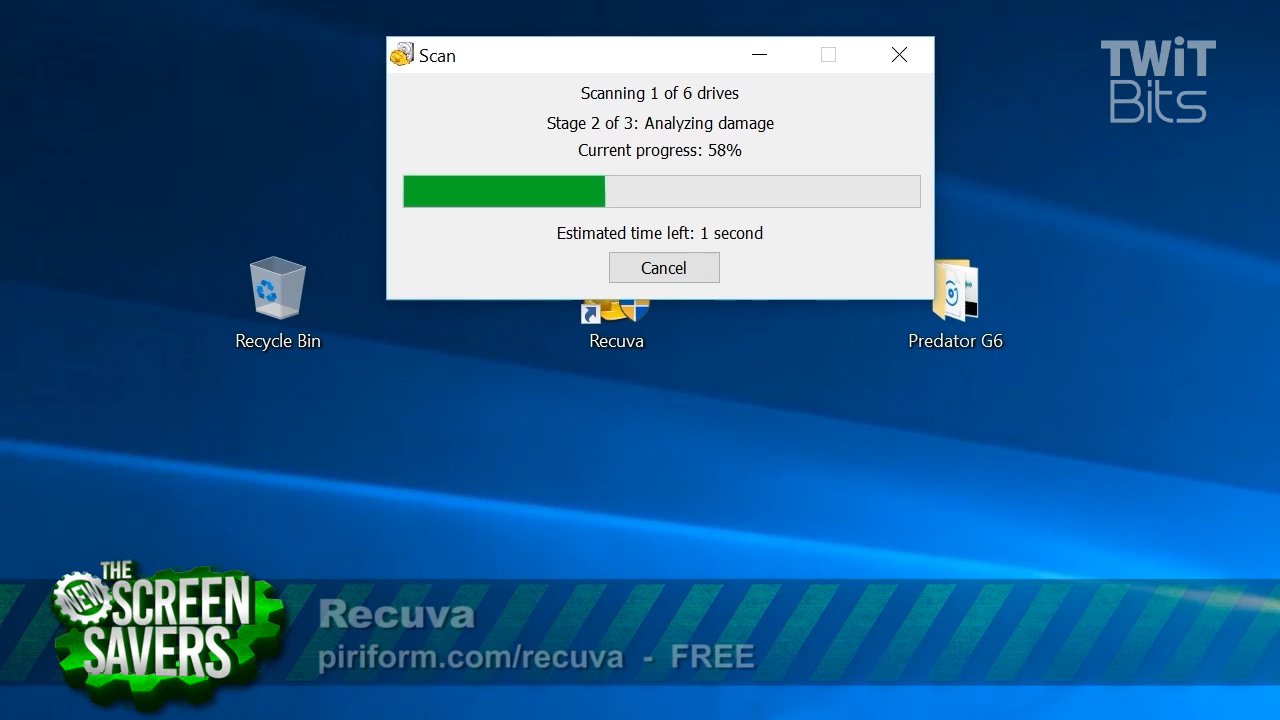 Scan
Scanning 1 of 6 drives
Stage 2 of 3: Analyzing damage
Current progress: 58%
Estimated time left: 1 second
Cancel
TWiT
Bits
Recycle Bin
Recuva
Predator G6
THE
NEW
SCREEN
SAVERS
Recuva
piriform.com/recuva - FREE